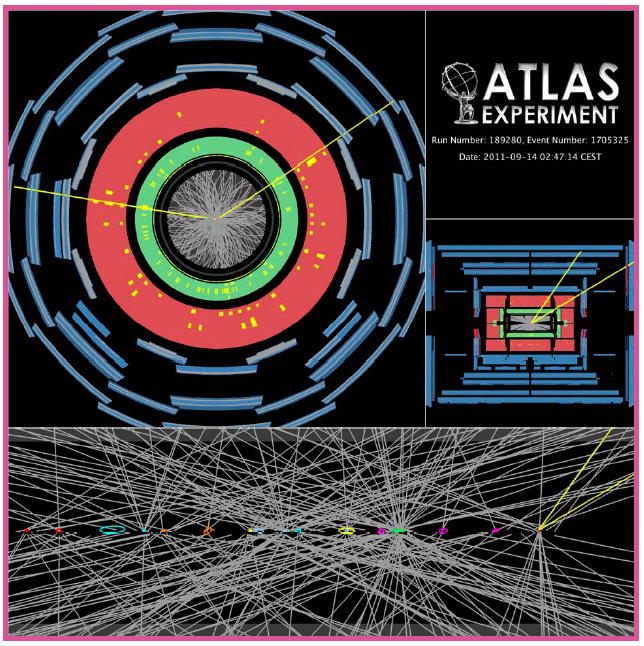 ATLAS
EXPERIMENT
Run Number: 189280, Event Number: 1705325
Date: 2011-09-14 02:47:14 CEST